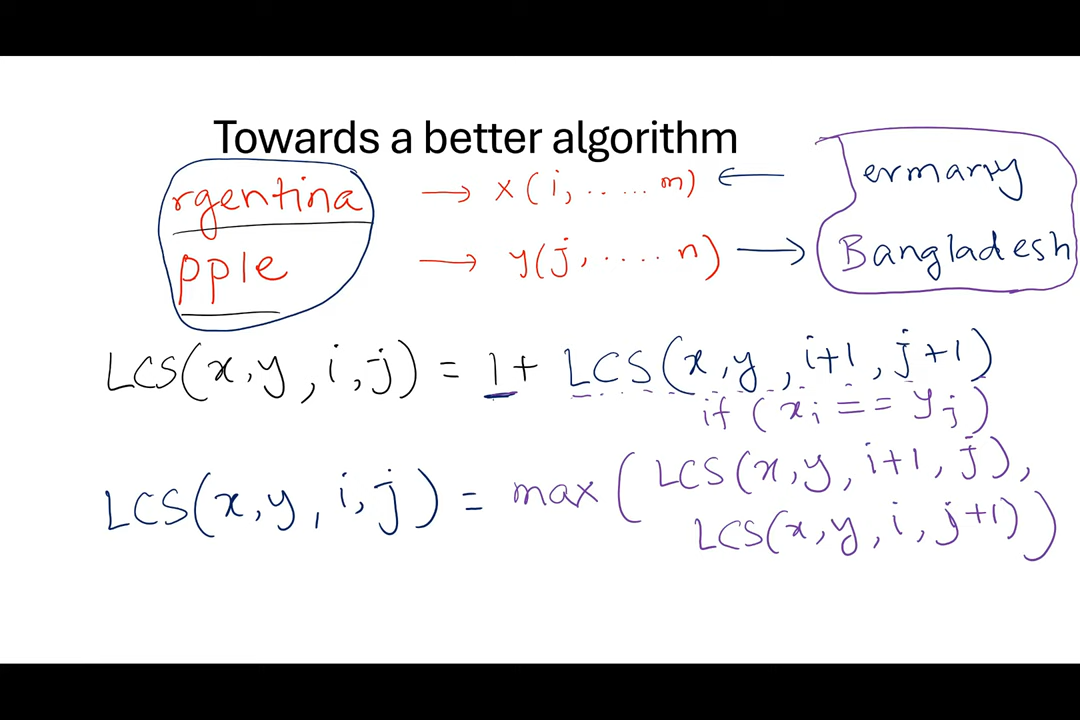 Towards a better algorithm
rgentina → x(i, ..... m) ← ermany
pple → y(j, ..... n) → Bangladesh
LCS(x, y, i, j) = 1 + LCS(x, y, i+1, j+1)
if (xi == yj)
LCS(x, y, i, j) = max ( LCS(x, y, i+1, j),
LCS(x, y, i, j+1) )